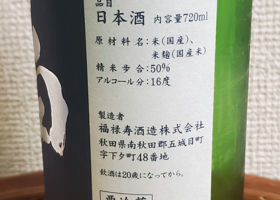 品目
日本酒 内容量720ml
原材料名：米(国産)、
米麹(国産米)
精米歩合：50%
アルコール分：16度
製造者
福禄寿酒造株式会社
秋田県南秋田郡五城目町
字下夕町48番地
飲酒は20歳になってから。
要冷蔵